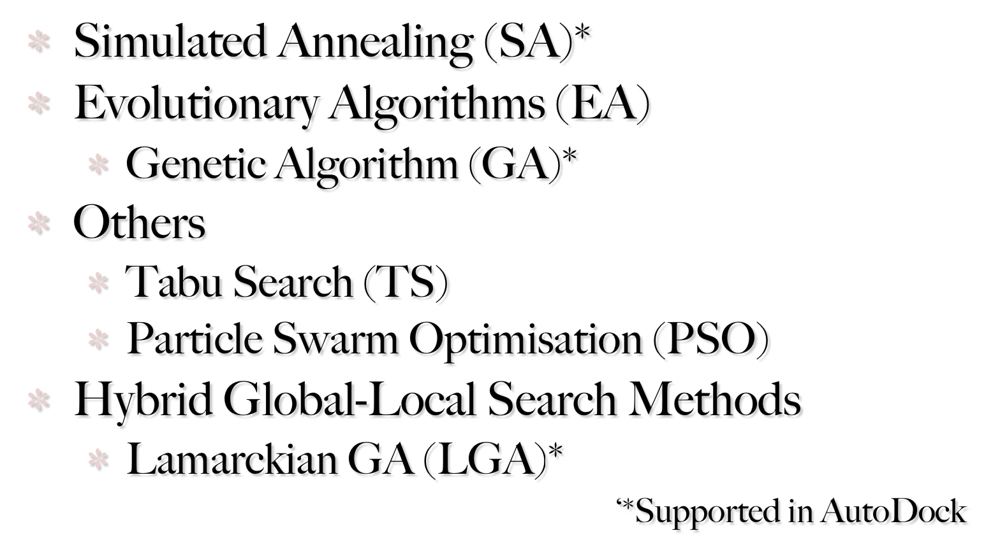 Simulated Annealing (SA)*
Evolutionary Algorithms (EA)
Genetic Algorithm (GA)*
Others
Tabu Search (TS)
Particle Swarm Optimisation (PSO)
Hybrid Global-Local Search Methods
Lamarckian GA (LGA)*
‘*Supported in AutoDock